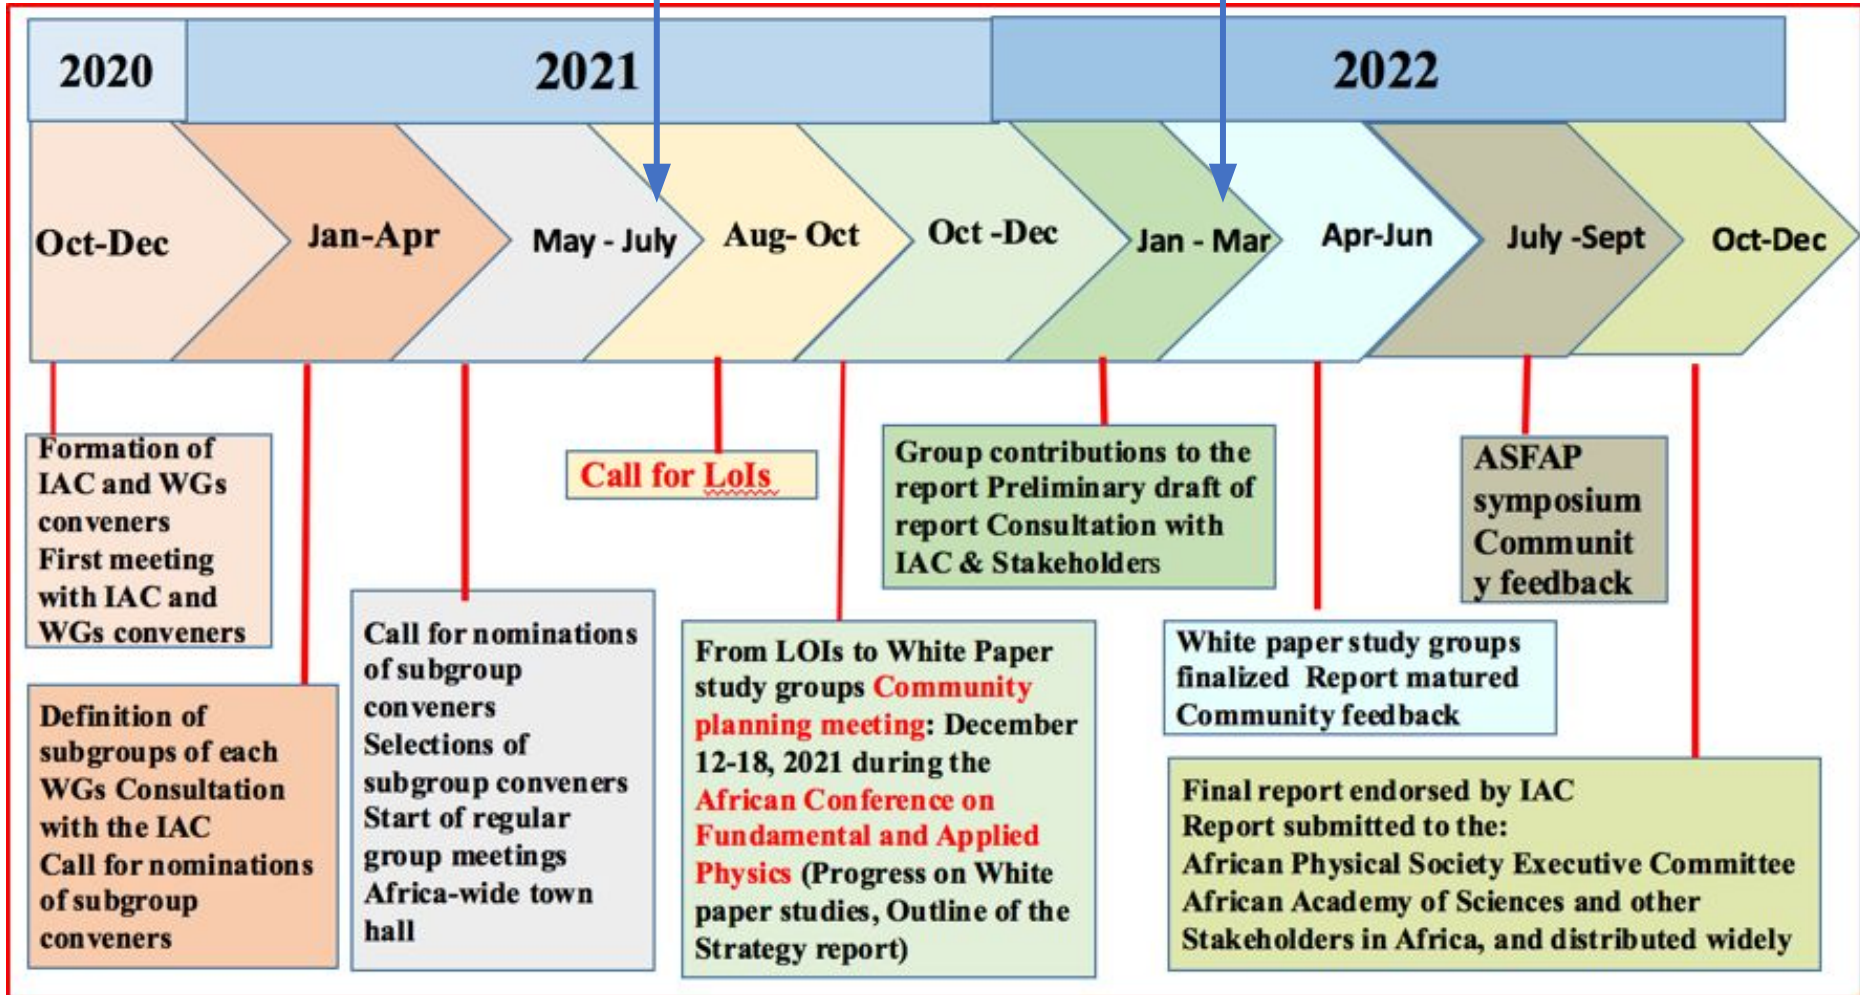 2020
2021
2022
Oct-Dec
Jan-Apr
May - July
Aug- Oct
Oct -Dec
Jan - Mar
Apr-Jun
July -Sept
Oct-Dec
Formation of
IAC and WGs
conveners
First meeting
with IAC and
WGs conveners
Definition of
subgroups of each
WGs Consultation
with the IAC
Call for nominations
of subgroup
conveners
Call for nominations
of subgroup
conveners
Selections of
subgroup conveners
Start of regular
group meetings
Africa-wide town
hall
Call for LoIs
From LOIs to White Paper
study groups Community
planning meeting: December
12-18, 2021 during the
African Conference on
Fundamental and Applied
Physics (Progress on White
paper studies, Outline of the
Strategy report)
Group contributions to the
report Preliminary draft of
report Consultation with
IAC & Stakeholders
White paper study groups
finalized Report matured
Community feedback
ASFAP
symposium
Communit
y feedback
Final report endorsed by IAC
Report submitted to the:
African Physical Society Executive Committee
African Academy of Sciences and other
Stakeholders in Africa, and distributed widely